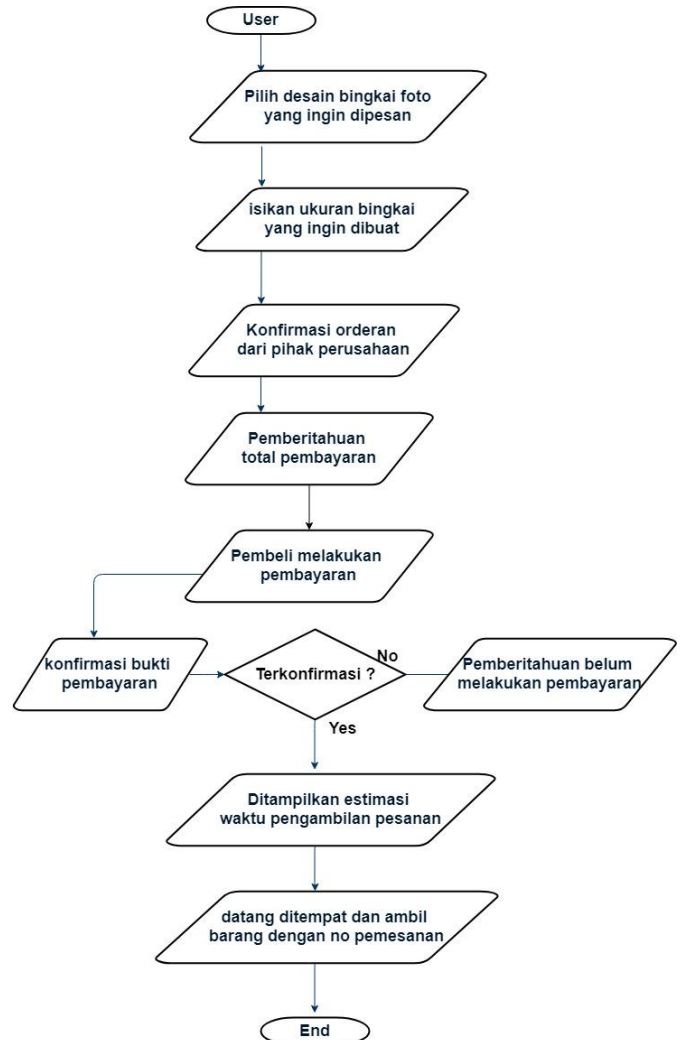 User
Pilih desain bingkai foto
yang ingin dipesan
isikan ukuran bingkai
yang ingin dibuat
Konfirmasi orderan
dari pihak perusahaan
Pemberitahuan
total pembayaran
Pembeli melakukan
pembayaran
konfirmasi bukti
pembayaran
Terkonfirmasi ?
No
Pemberitahuan belum
melakukan pembayaran
Yes
Ditampilkan estimasi
waktu pengambilan pesanan
datang ditempat dan ambil
barang dengan no pemesanan
End